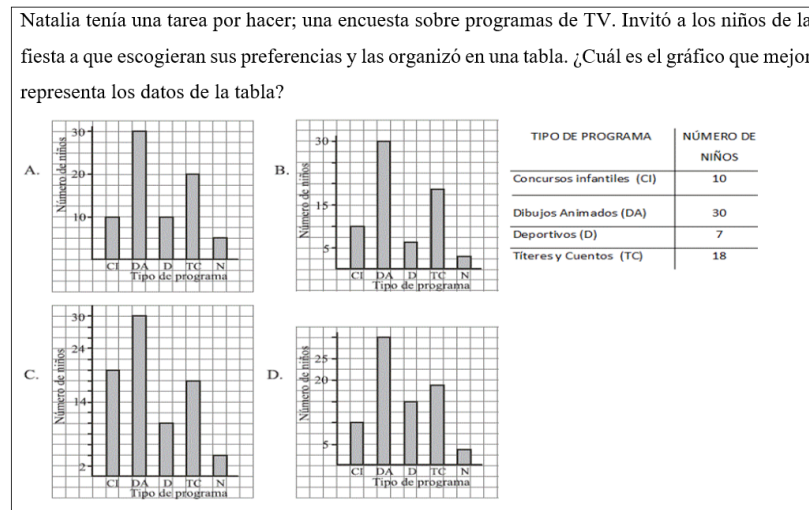 Natalia tenía una tarea por hacer; una encuesta sobre programas de TV. Invitó a los niños de la
fiesta a que escogieran sus preferencias y las organizó en una tabla. ¿Cuál es el gráfico que mejor
representa los datos de la tabla?
A.
Número de niños
30
20
10
CI DA D TC N
Tipo de programa
B.
Número de niños
30
15
5
CI DA D TC N
Tipo de programa
TIPO DE PROGRAMA NÚMERO DE
NIÑOS
Concursos infantiles (CI) 10
Dibujos Animados (DA) 30
Deportivos (D) 7
Títeres y Cuentos (TC) 18
C.
Número de niños
30
24
14
2
CI DA D TC N
Tipo de programa
D.
Número de niños
25
20
5
CI DA D TC N
Tipo de programa